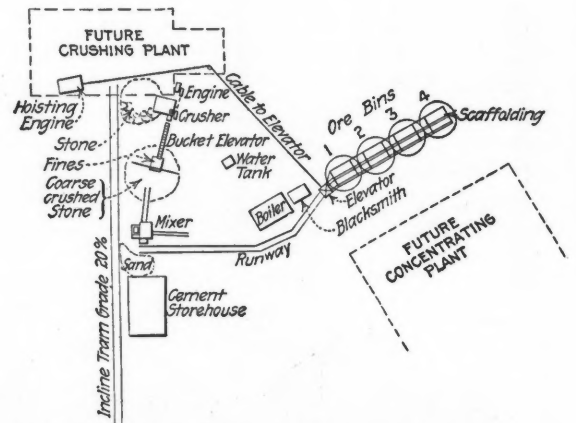 FUTURE
CRUSHING PLANT
Hoisting
Engine
Engine
Crusher
Stone
Bucket Elevator
Fines
Coarse
crushed
Stone
Water
Tank
Cable to Elevator
Ore Bins
1
2
3
4
Scaffolding
Elevator
Blacksmith
Boiler
Mixer
Runway
Sand
Cement
Storehouse
Incline Tram Grade 20%
FUTURE
CONCENTRATING
PLANT